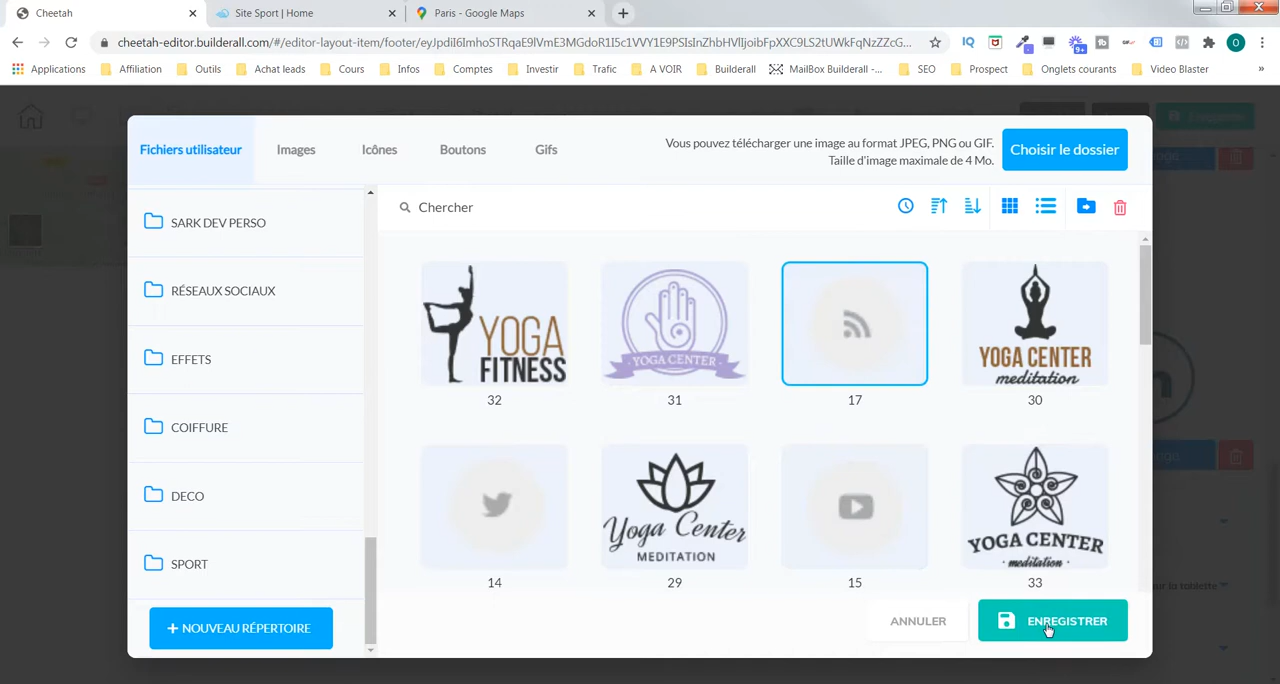 Cheetah
Site Sport | Home
Paris - Google Maps
cheetah-editor.builderall.com/#/editor-layout-item/footer/eyJpdiI6ImhoSTRqaE9lVmE3MGdoR1I5c1VVY1E9PSIsInZhbHVlIjoibFpXXC9LS2tUWkFqNzZZcG...
Applications
Affiliation
Outils
Achat leads
Cours
Infos
Comptes
Investir
Trafic
A VOIR
Builderall
MailBox Builderall -...
SEO
Prospect
Onglets courants
Video Blaster
»
Fichiers utilisateur
Images
Icônes
Boutons
Gifs
Vous pouvez télécharger une image au format JPEG, PNG ou GIF.
Taille d'image maximale de 4 Mo.
Choisir le dossier
Chercher
SARK DEV PERSO
RÉSEAUX SOCIAUX
EFFETS
COIFFURE
DECO
SPORT
+ NOUVEAU RÉPERTOIRE
YOGA
FITNESS
32
YOGA CENTER
31
17
YOGA CENTER
meditation
30
14
Yoga Center
MEDITATION
29
15
YOGA CENTER
meditation
33
ANNULER
ENREGISTRER